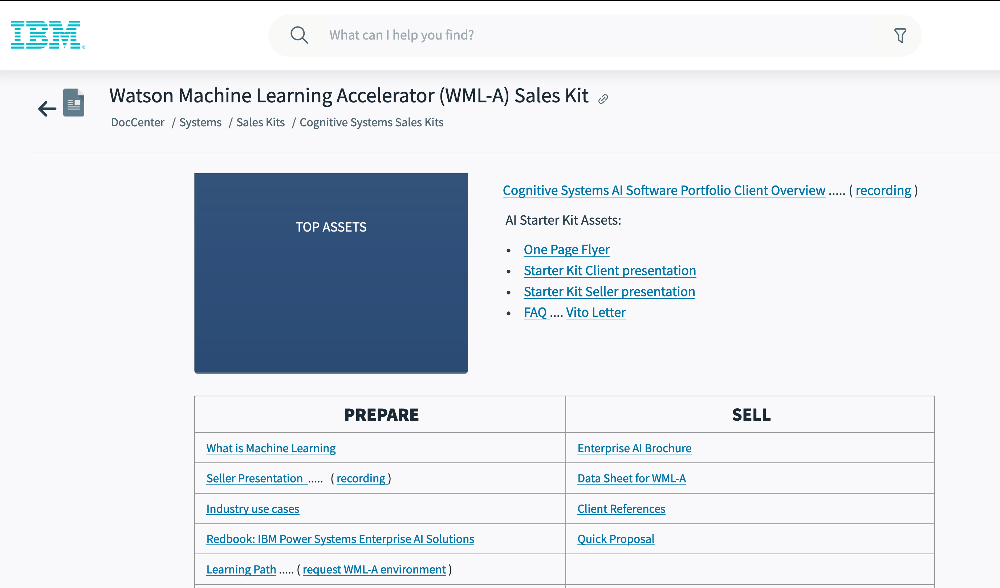 IBM®
What can I help you find?
Watson Machine Learning Accelerator (WML-A) Sales Kit
DocCenter / Systems / Sales Kits / Cognitive Systems Sales Kits
TOP ASSETS
Cognitive Systems AI Software Portfolio Client Overview ..... ( recording )
AI Starter Kit Assets:
• One Page Flyer
• Starter Kit Client presentation
• Starter Kit Seller presentation
• FAQ .... Vito Letter
PREPARE SELL
What is Machine Learning Enterprise AI Brochure
Seller Presentation ..... ( recording ) Data Sheet for WML-A
Industry use cases Client References
Redbook: IBM Power Systems Enterprise AI Solutions Quick Proposal
Learning Path ..... ( request WML-A environment )